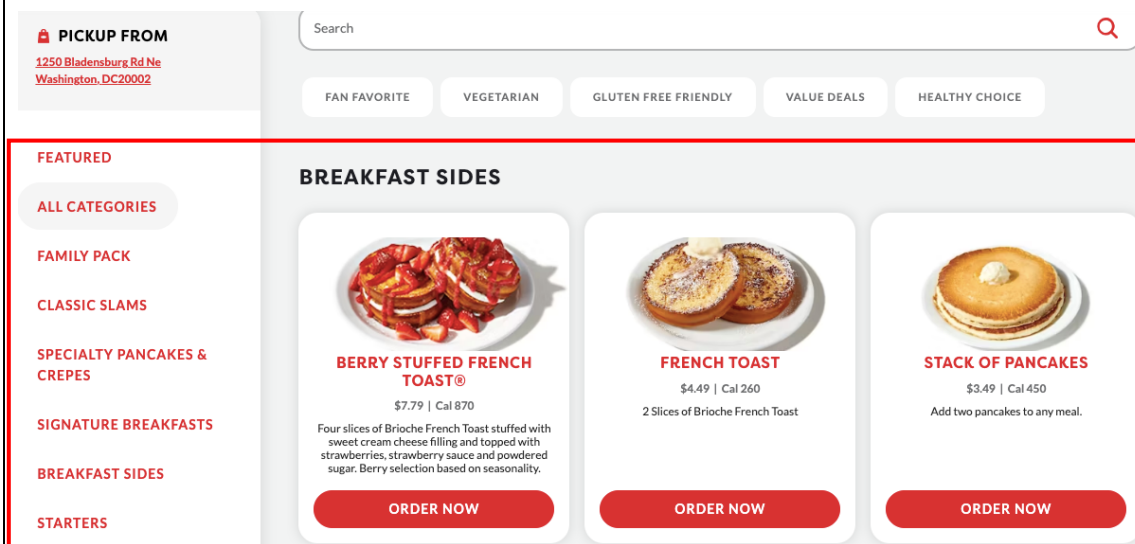 PICKUP FROM
1250 Bladensburg Rd Ne
Washington, DC20002
Search
FAN FAVORITE
VEGETARIAN
GLUTEN FREE FRIENDLY
VALUE DEALS
HEALTHY CHOICE
FEATURED
ALL CATEGORIES
FAMILY PACK
CLASSIC SLAMS
SPECIALTY PANCAKES &
CREPES
SIGNATURE BREAKFASTS
BREAKFAST SIDES
STARTERS
BREAKFAST SIDES
BERRY STUFFED FRENCH
TOAST®
$7.79 | Cal 870
Four slices of Brioche French Toast stuffed with
sweet cream cheese filling and topped with
strawberries, strawberry sauce and powdered
sugar. Berry selection based on seasonality.
ORDER NOW
FRENCH TOAST
$4.49 | Cal 260
2 Slices of Brioche French Toast
ORDER NOW
STACK OF PANCAKES
$3.49 | Cal 450
Add two pancakes to any meal.
ORDER NOW